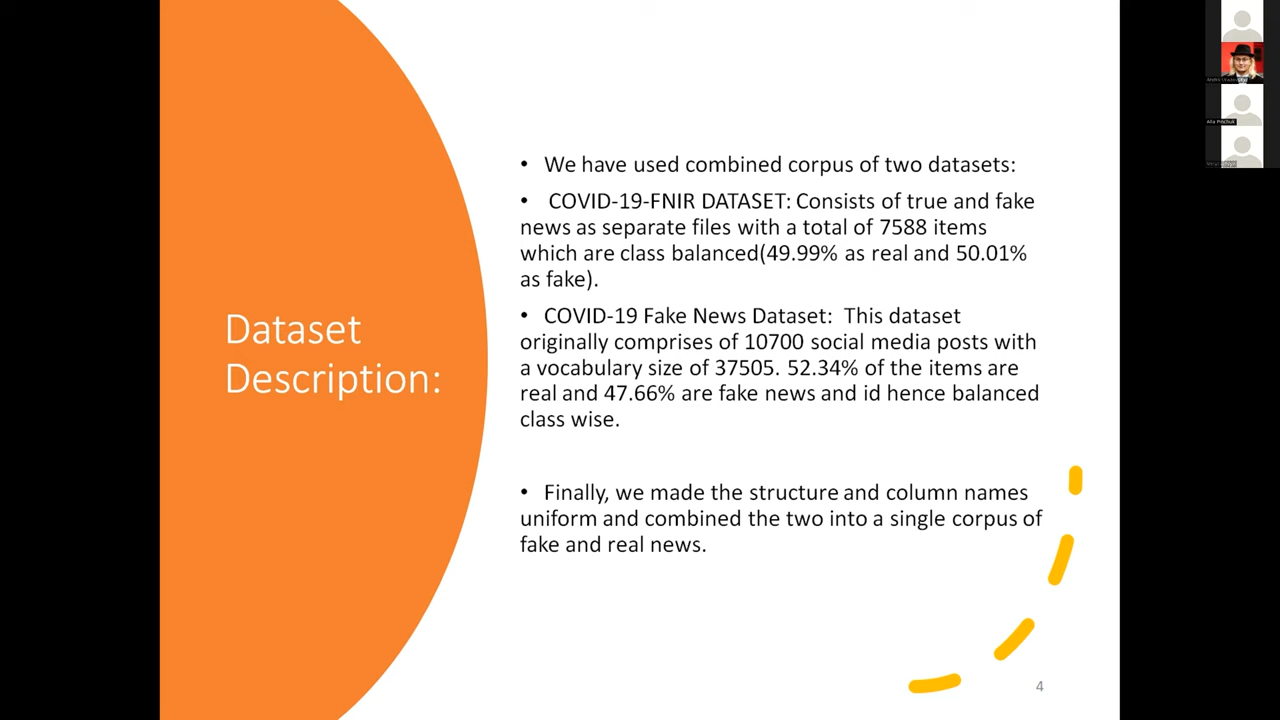 Dataset
Description:
• We have used combined corpus of two datasets:
• COVID-19-FNIR DATASET: Consists of true and fake
news as separate files with a total of 7588 items
which are class balanced(49.99% as real and 50.01%
as fake).
• COVID-19 Fake News Dataset: This dataset
originally comprises of 10700 social media posts with
a vocabulary size of 37505. 52.34% of the items are
real and 47.66% are fake news and id hence balanced
class wise.
• Finally, we made the structure and column names
uniform and combined the two into a single corpus of
fake and real news.
4
Alla Pinchuk